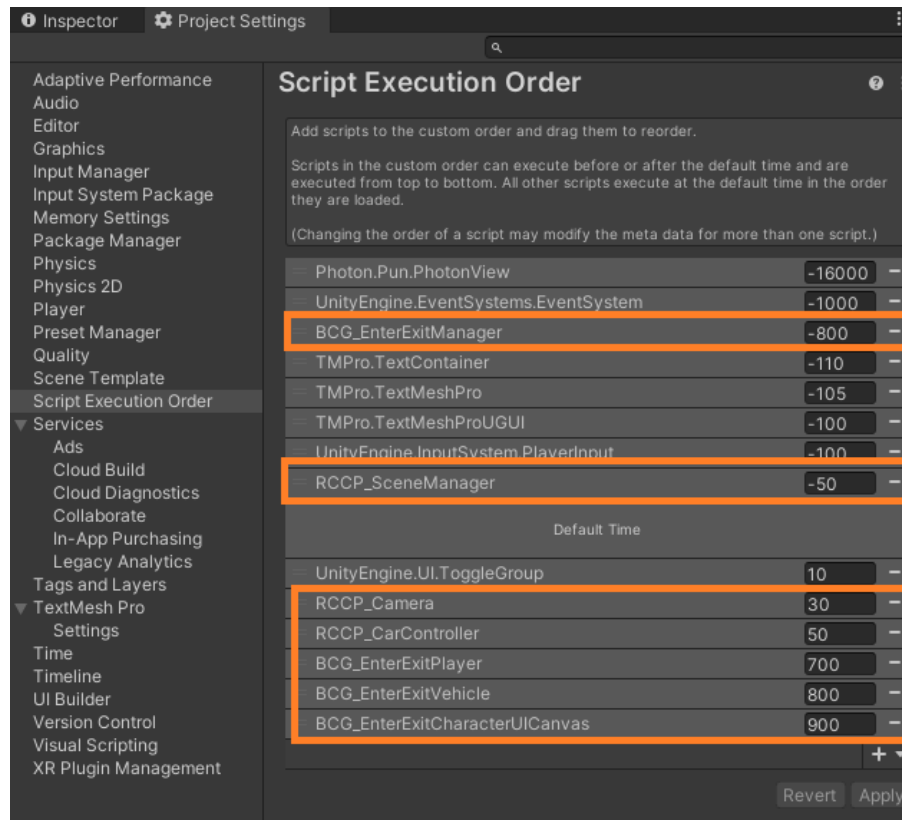 Inspector
Project Settings
Adaptive Performance
Audio
Editor
Graphics
Input Manager
Input System Package
Memory Settings
Package Manager
Physics
Physics 2D
Player
Preset Manager
Quality
Scene Template
Script Execution Order
Services
Ads
Cloud Build
Cloud Diagnostics
Collaborate
In-App Purchasing
Legacy Analytics
Tags and Layers
TextMesh Pro
Settings
Time
Timeline
UI Builder
Version Control
Visual Scripting
XR Plugin Management
Script Execution Order
Add scripts to the custom order and drag them to reorder.
Scripts in the custom order can execute before or after the default time and are
executed from top to bottom. All other scripts execute at the default time in the order
they are loaded.
(Changing the order of a script may modify the meta data for more than one script.)
Photon.Pun.PhotonView -16000
UnityEngine.EventSystems.EventSystem -1000
BCG_EnterExitManager -800
TMPro.TextContainer -110
TMPro.TextMeshPro -105
TMPro.TextMeshProUGUI -100
UnityEngine.InputSystem.PlayerInput -100
RCCP_SceneManager -50
Default Time
UnityEngine.UI.ToggleGroup 10
RCCP_Camera 30
RCCP_CarController 50
BCG_EnterExitPlayer 700
BCG_EnterExitVehicle 800
BCG_EnterExitCharacterUICanvas 900
Revert Apply